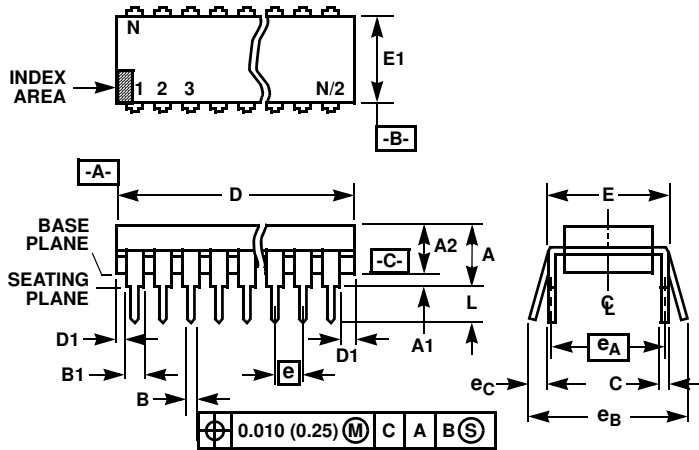 N
E1
INDEX
AREA
1 2 3 N/2
-B-
-A-
D
E
BASE
PLANE
A2
A
-C-
SEATING
PLANE
L
C L
D1
A1
D1
eA
B1
e
eC
C
B
eB
0.010 (0.25) M C A B S